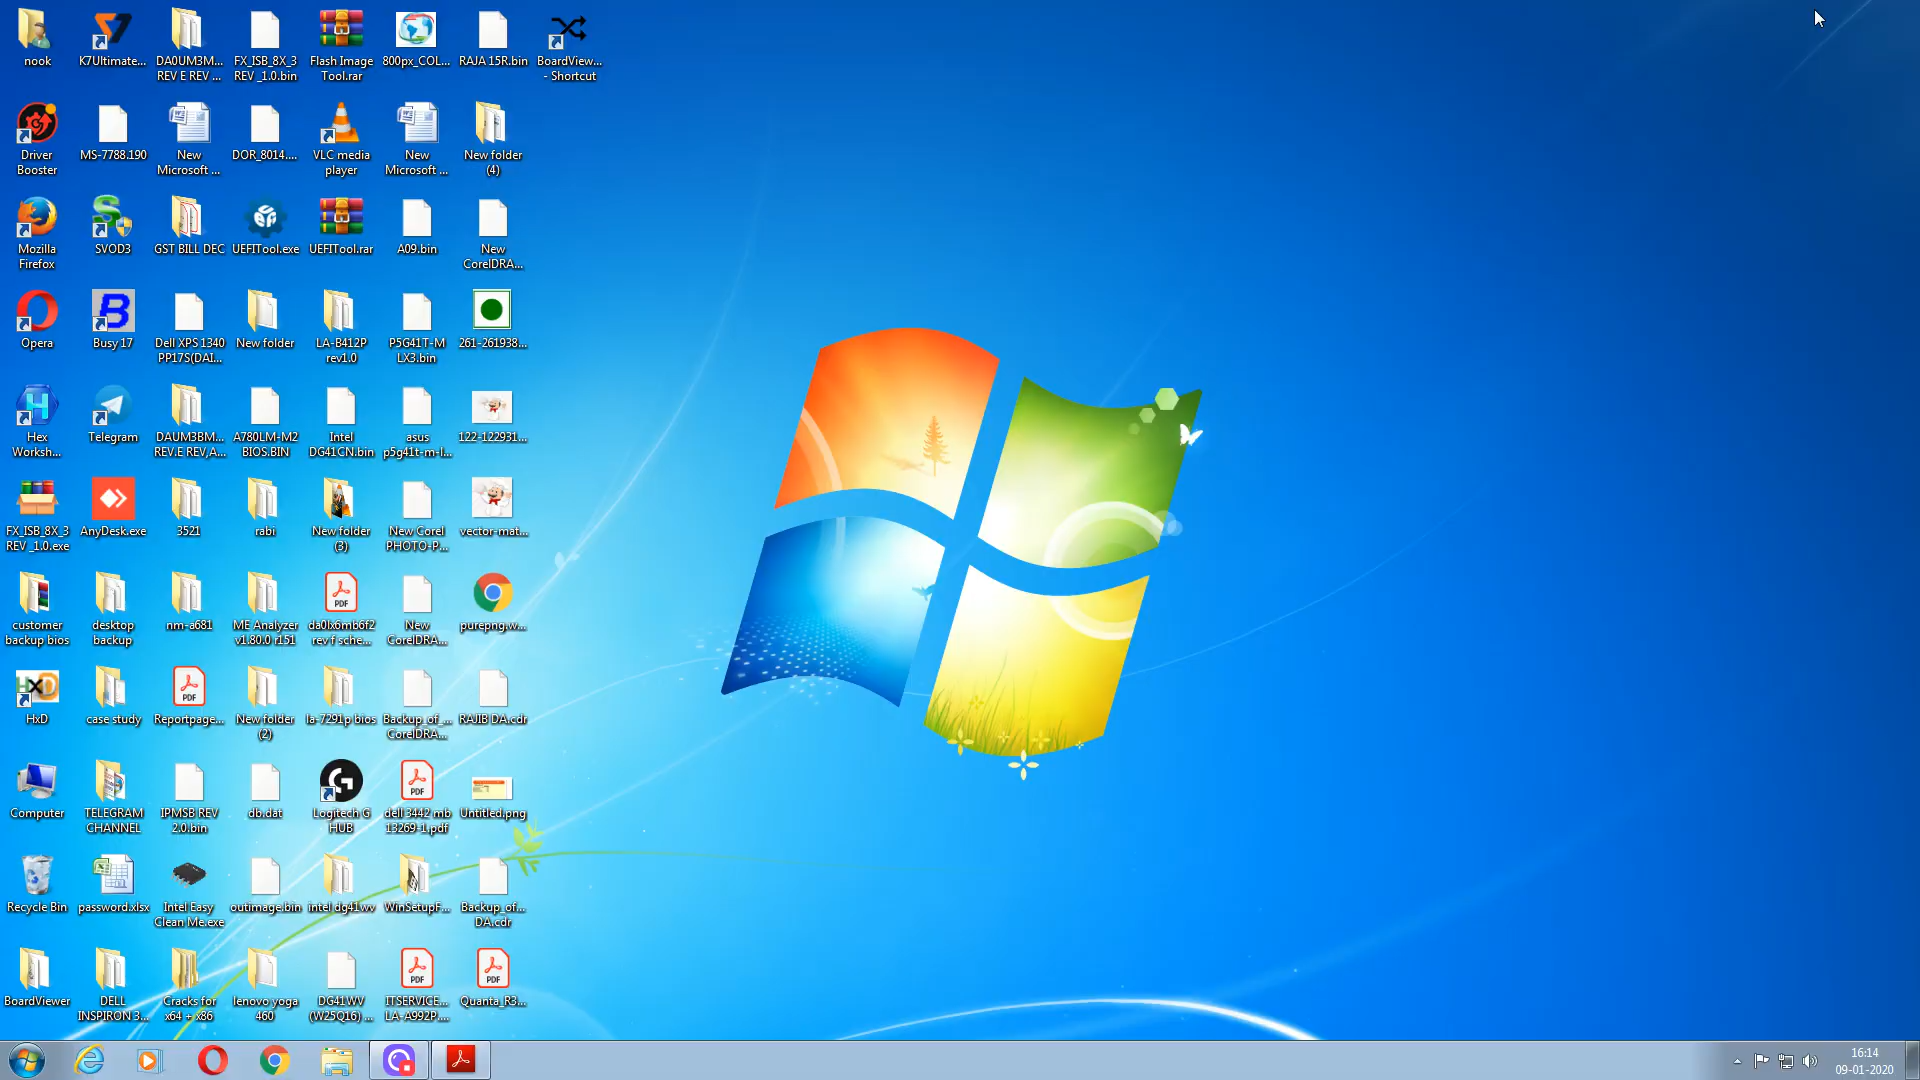 nook
K7Ultimate...
DA0UM3M...
REV E REV ...
FX_ISB_8X_3
REV _1.0.bin
Flash Image
Tool.rar
800px_COL...
RAJA 15R.bin
BoardView...
- Shortcut
Driver
Booster
MS-7788.190
New
Microsoft ...
DOR_8014....
VLC media
player
New
Microsoft ...
New folder
(4)
Mozilla
Firefox
SVOD3
GST BILL DEC
UEFITool.exe
UEFITool.rar
A09.bin
New
CorelDRA...
Opera
Busy 17
Dell XPS 1340
PP17S(DAI...
New folder
LA-B412P
rev1.0
P5G41T-M
LX3.bin
261-261938...
Hex
Worksh...
Telegram
DAUM3BM...
REV.E REV,A...
A780LM-M2
BIOS.BIN
Intel
DG41CN.bin
asus
p5g41t-m-l...
122-122931...
FX_ISB_8X_3
REV _1.0.exe
AnyDesk.exe
3521
rabi
New folder
(3)
New Corel
PHOTO-P...
vector-mat...
customer
backup bios
desktop
backup
nm-a681
ME Analyzer
v1.80.0 r151
PDF
da0lx6mb6f2
rev f sche...
New
CorelDRA...
purepng.w...
HxD
HxD
case study
PDF
Reportpage...
New folder
(2)
la-7291p bios
Backup_of_...
CorelDRA...
RAJIB DA.cdr
Computer
TELEGRAM
CHANNEL
IPMSB REV
2.0.bin
db.dat
Logitech G
HUB
PDF
dell 3442 mb
13269-1.pdf
Untitled.png
Recycle Bin
password.xlsx
Intel Easy
Clean Me.exe
outimage.bin
intel dg41wv
WinSetupF...
Backup_of...
DA.cdr
BoardViewer
DELL
INSPIRON 3...
Cracks for
x64 + x86
lenovo yoga
460
DG41WV
(W25Q16) ...
PDF
ITSERVICE...
LA-A992P....
PDF
Quanta_R3...
16:14
09-01-2020